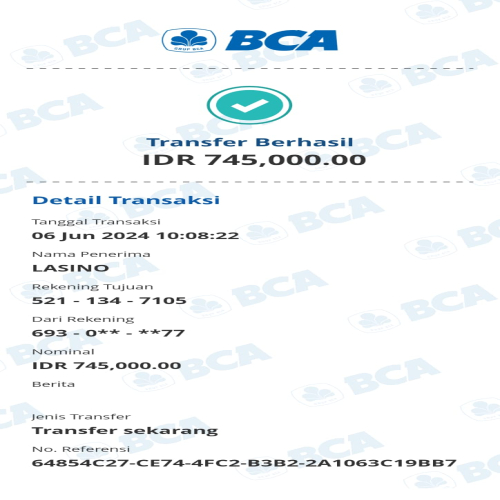 GRUP BCA
BCA
Transfer Berhasil
IDR 745,000.00
Detail Transaksi
Tanggal Transaksi
06 Jun 2024 10:08:22
Nama Penerima
LASINO
Rekening Tujuan
521 - 134 - 7105
Dari Rekening
693 - 0** - **77
Nominal
IDR 745,000.00
Berita
Jenis Transfer
Transfer sekarang
No. Referensi
64854C27-CE74-4FC2-B3B2-2A1063C19BB7